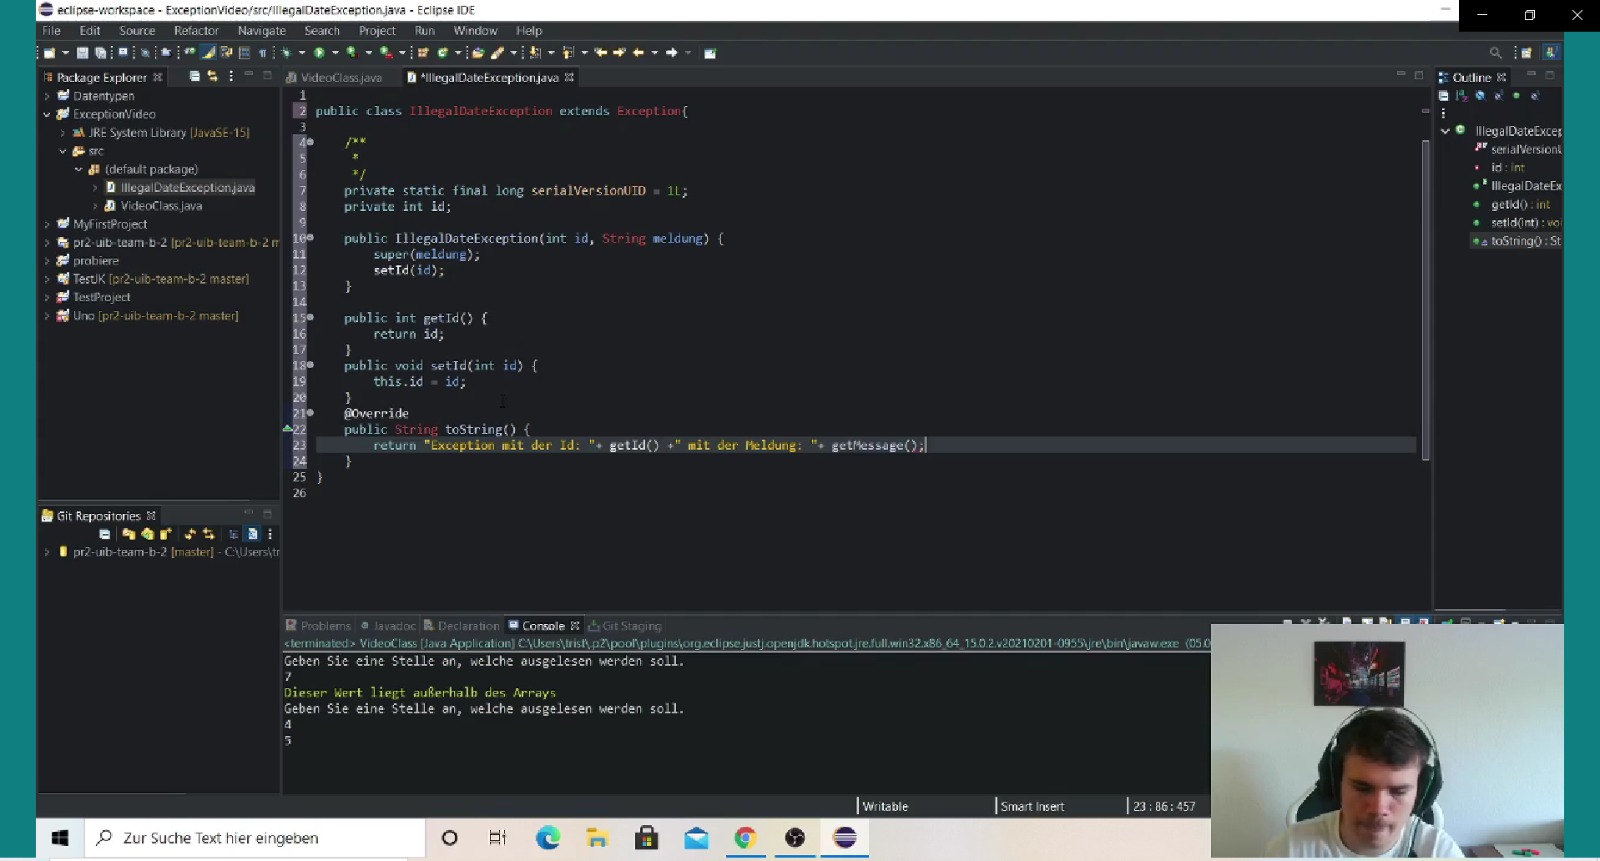 eclipse-workspace - ExceptionVideo/src/IllegalDateException.java - Eclipse IDE
File Edit Source Refactor Navigate Search Project Run Window Help
Package Explorer
Datentypen
ExceptionVideo
JRE System Library [JavaSE-15]
src
(default package)
IllegalDateException.java
VideoClass.java
MyFirstProject
pr2-uib-team-b-2 [pr2-uib-team-b-2 m
probiere
TestJK [pr2-uib-team-b-2 master]
TestProject
Uno [pr2-uib-team-b-2 master]
Git Repositories
pr2-uib-team-b-2 [master] - C:\Users\tr
VideoClass.java *IllegalDateException.java
1
2 public class IllegalDateException extends Exception{
3
4 /**
5 *
6 */
7 private static final long serialVersionUID = 1L;
8 private int id;
9
10 public IllegalDateException(int id, String meldung) {
11 super(meldung);
12 setId(id);
13 }
14
15 public int getId() {
16 return id;
17 }
18 public void setId(int id) {
19 this.id = id;
20 }
21 @Override
22 public String toString() {
23 return "Exception mit der Id: "+ getId() +" mit der Meldung: "+ getMessage();
24 }
25 }
26
Outline
IllegalDateExcep
serialVersionU
id : int
IllegalDateEx
getId() : int
setId(int) : voi
toString() : St
Problems Javadoc Declaration Console Git Staging
<terminated> VideoClass [Java Application] C:\Users\trist\.p2\pool\plugins\org.eclipse.justj.openjdk.hotspot.jre.full.win32.x86_64_15.0.2.v20210201-0955\jre\bin\javaw.exe (05.0
Geben Sie eine Stelle an, welche ausgelesen werden soll.
7
Dieser Wert liegt außerhalb des Arrays
Geben Sie eine Stelle an, welche ausgelesen werden soll.
4
5
Writable Smart Insert 23 : 86 : 457
Zur Suche Text hier eingeben